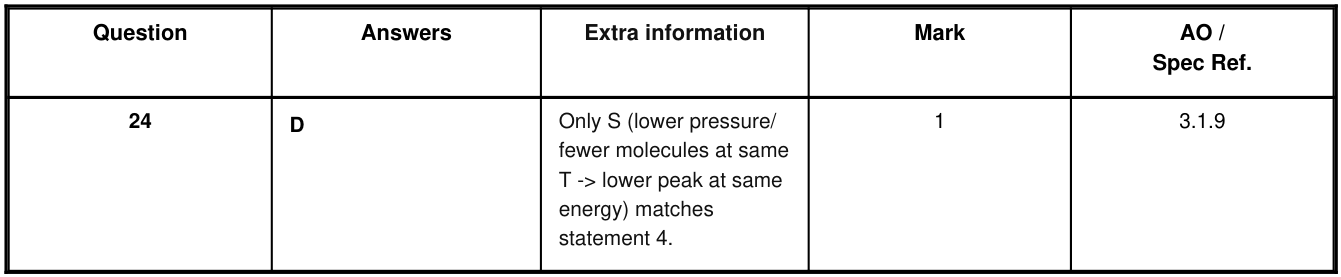 Question Answers Extra information Mark AO /
Spec Ref.
24 D Only S (lower pressure/ 1 3.1.9
fewer molecules at same
T -> lower peak at same
energy) matches
statement 4.